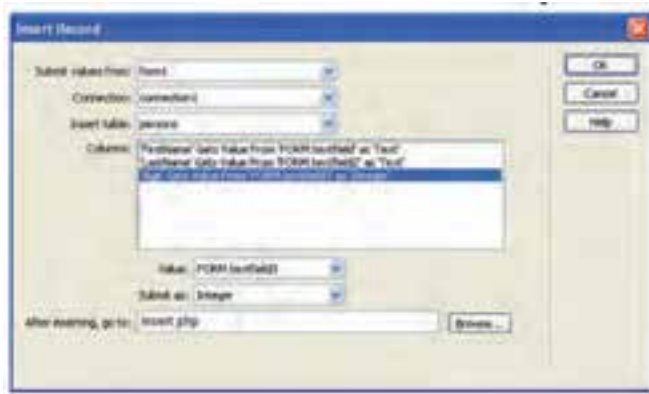 Insert Record
Submit values from: form1
OK
Connection: connection1
Cancel
Insert table: persons
Help
Columns: 'FirstName' Gets Value From 'FORM.textfield' as 'Text'
'LastName' Gets Value From 'FORM.textfield2' as 'Text'
'Age' Gets Value From 'FORM.textfield3' as 'Integer'
Value: FORM.textfield3
Submit as: Integer
After inserting, go to: insert.php
Browse...